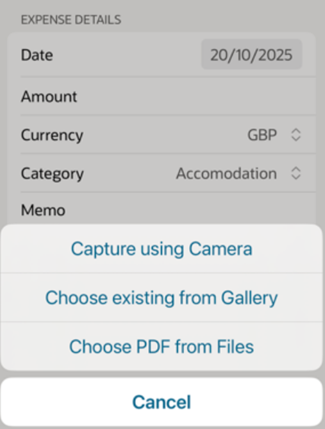 EXPENSE DETAILS
Date 20/10/2025
Amount
Currency GBP
Category Accomodation
Memo
Capture using Camera
Choose existing from Gallery
Choose PDF from Files
Cancel